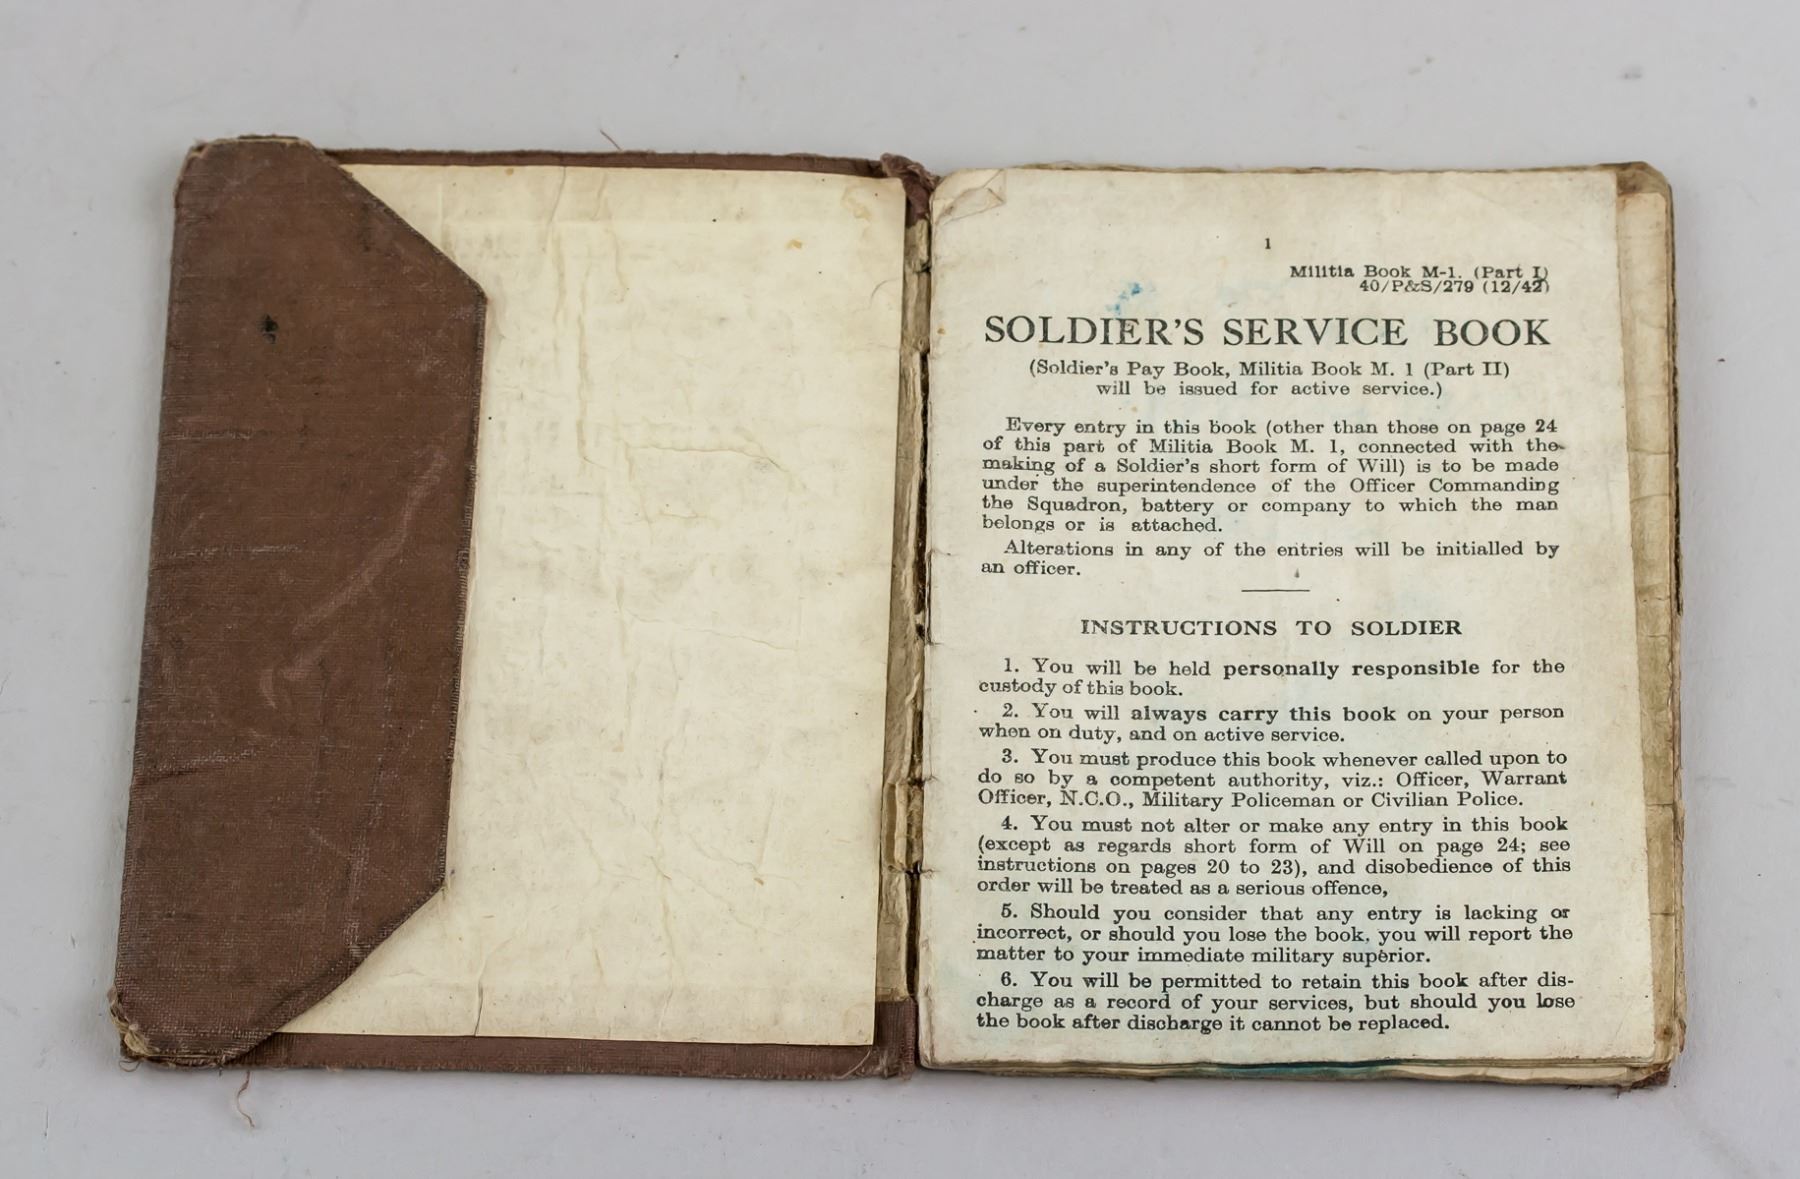 1
Militia Book M-1. (Part I)
40/P&S/279 (12/42)
SOLDIER'S SERVICE BOOK
(Soldier's Pay Book, Militia Book M. 1 (Part II)
will be issued for active service.)
Every entry in this book (other than those on page 24
of this part of Militia Book M. 1, connected with the
making of a Soldier's short form of Will) is to be made
under the superintendence of the Officer Commanding
the Squadron, battery or company to which the man
belongs or is attached.
Alterations in any of the entries will be initialled by
an officer.
INSTRUCTIONS TO SOLDIER
1. You will be held personally responsible for the
custody of this book.
2. You will always carry this book on your person
when on duty, and on active service.
3. You must produce this book whenever called upon to
do so by a competent authority, viz.: Officer, Warrant
Officer, N.C.O., Military Policeman or Civilian Police.
4. You must not alter or make any entry in this book
(except as regards short form of Will on page 24; see
instructions on pages 20 to 23), and disobedience of this
order will be treated as a serious offence,
5. Should you consider that any entry is lacking or
incorrect, or should you lose the book, you will report the
matter to your immediate military superior.
6. You will be permitted to retain this book after dis-
charge as a record of your services, but should you lose
the book after discharge it cannot be replaced.